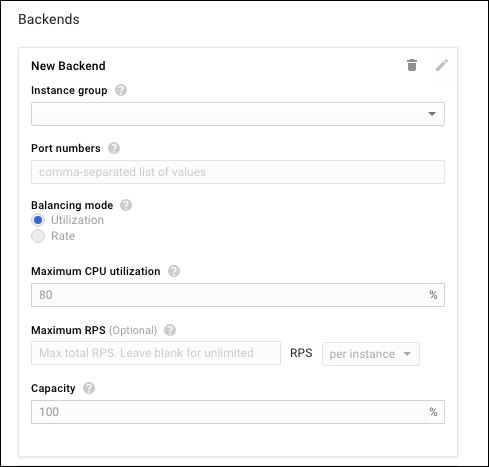 Backends
New Backend
Instance group ?
Port numbers ?
comma-separated list of values
Balancing mode ?
Utilization
Rate
Maximum CPU utilization ?
80 %
Maximum RPS (Optional) ?
Max total RPS. Leave blank for unlimited RPS per instance
Capacity ?
100 %